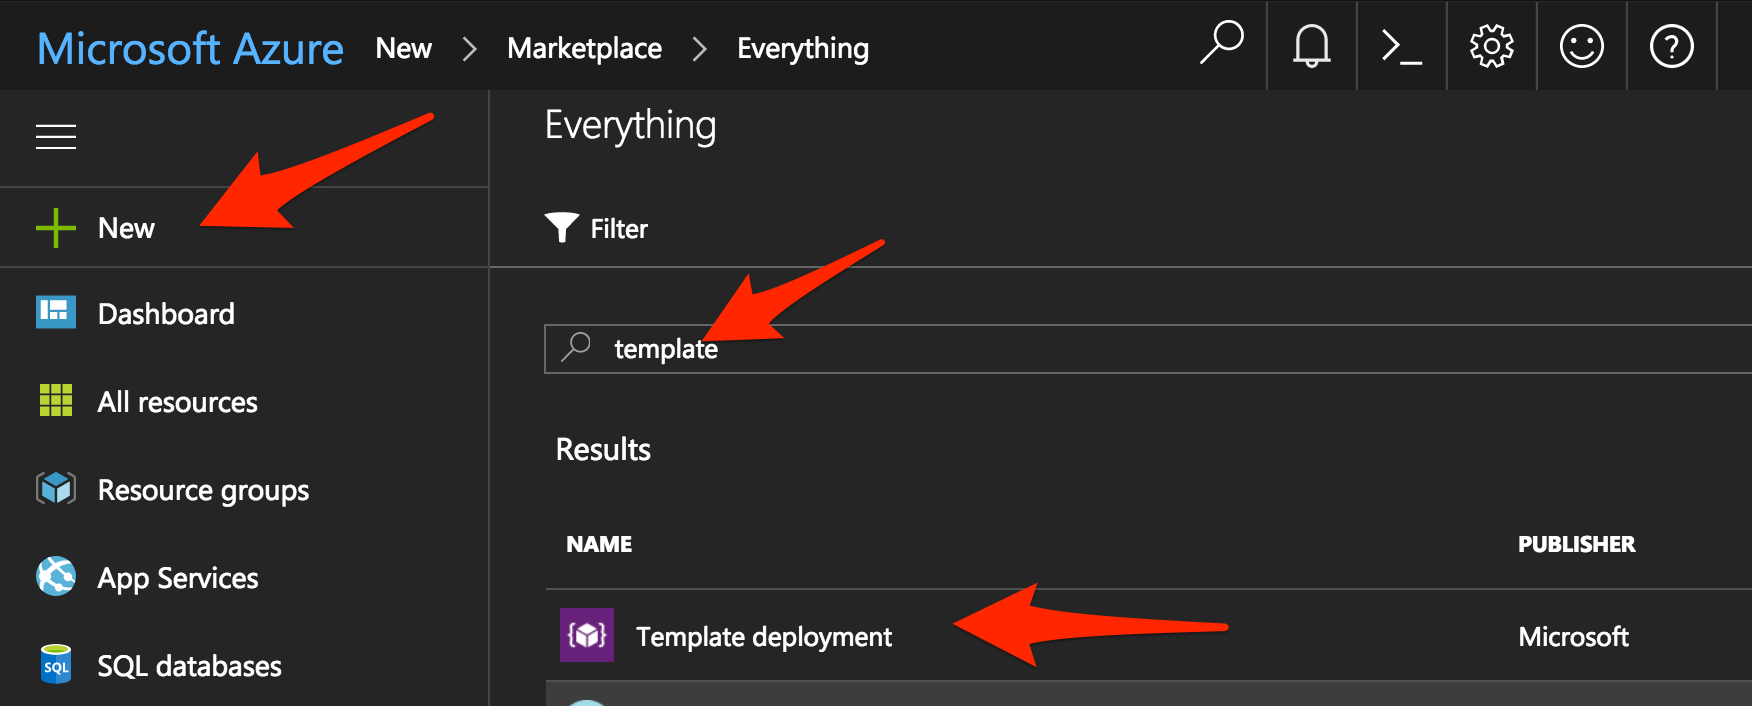 Microsoft Azure New > Marketplace > Everything
Everything
New
Filter
Dashboard
template
All resources
Results
Resource groups
NAME PUBLISHER
App Services
Template deployment Microsoft
SQL databases
SQL